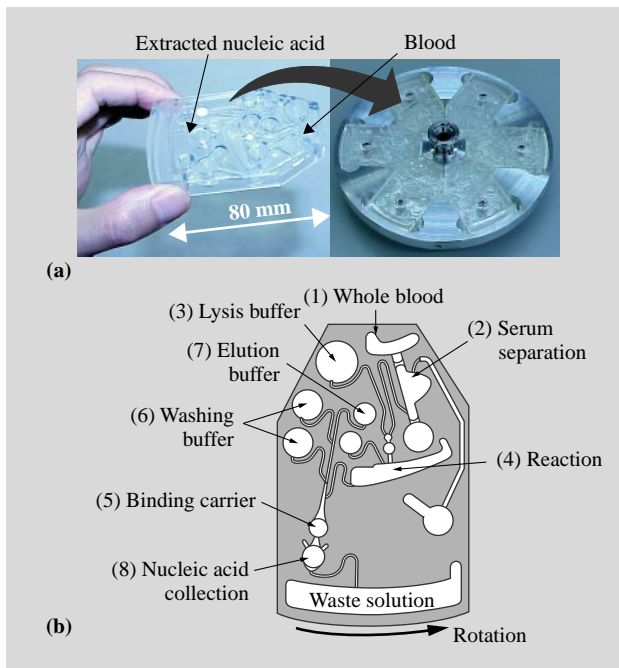 Extracted nucleic acid
Blood
80 mm
(a)
(1) Whole blood
(3) Lysis buffer
(2) Serum
separation
(7) Elution
buffer
(6) Washing
buffer
(4) Reaction
(5) Binding carrier
(8) Nucleic acid
collection
Waste solution
(b)
Rotation